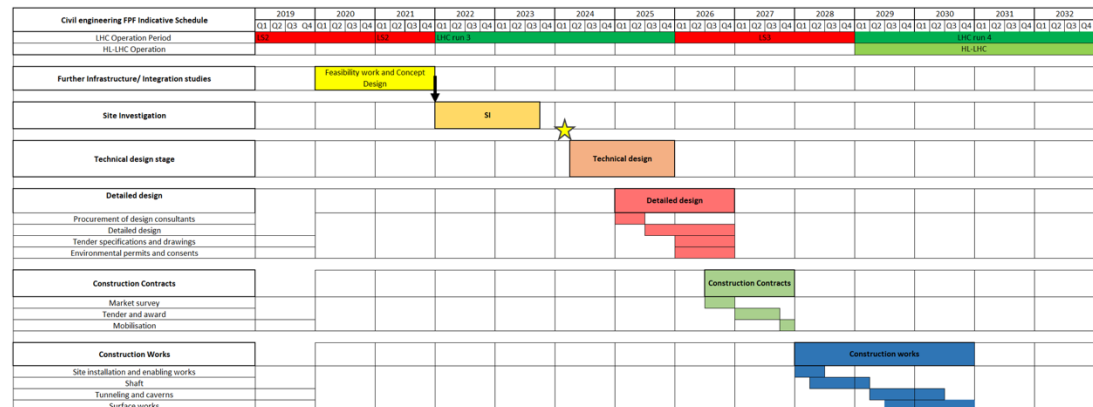 Civil engineering FPF Indicative Schedule
2019 2020 2021 2022 2023 2024 2025 2026 2027 2028 2029 2030 2031 2032
Q1 Q2 Q3 Q4 Q1 Q2 Q3 Q4 Q1 Q2 Q3 Q4 Q1 Q2 Q3 Q4 Q1 Q2 Q3 Q4 Q1 Q2 Q3 Q4 Q1 Q2 Q3 Q4 Q1 Q2 Q3 Q4 Q1 Q2 Q3 Q4 Q1 Q2 Q3 Q4 Q1 Q2 Q3 Q4 Q1 Q2 Q3 Q4 Q1 Q2 Q3 Q4 Q1 Q2 Q3 Q4
LHC Operation Period LS2 LS2 LHC run 3 LS3 LHC run 4
HL-LHC Operation HL-LHC
Further Infrastructure/ Integration studies
Feasibility work and Concept
Design
Site Investigation SI
Technical design stage Technical design
Detailed design Detailed design
Procurement of design consultants
Detailed design
Tender specifications and drawings
Environmental permits and consents
Construction Contracts Construction Contracts
Market survey
Tender and award
Mobilisation
Construction Works Construction works
Site installation and enabling works
Shaft
Tunneling and caverns
Surface works